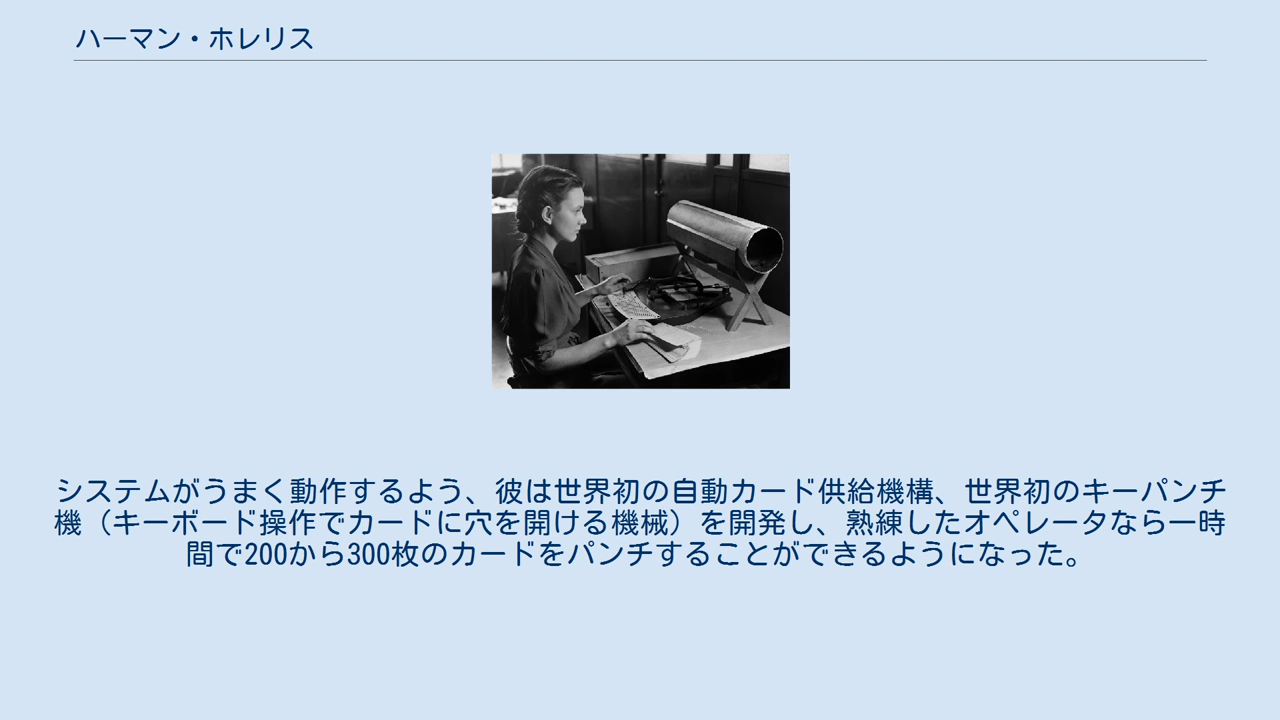 ハーマン・ホレリス
システムがうまく動作するよう、彼は世界初の自動カード供給機構、世界初のキーパンチ
機（キーボード操作でカードに穴を開ける機械）を開発し、熟練したオペレータなら一時
間で200から300枚のカードをパンチすることができるようになった。